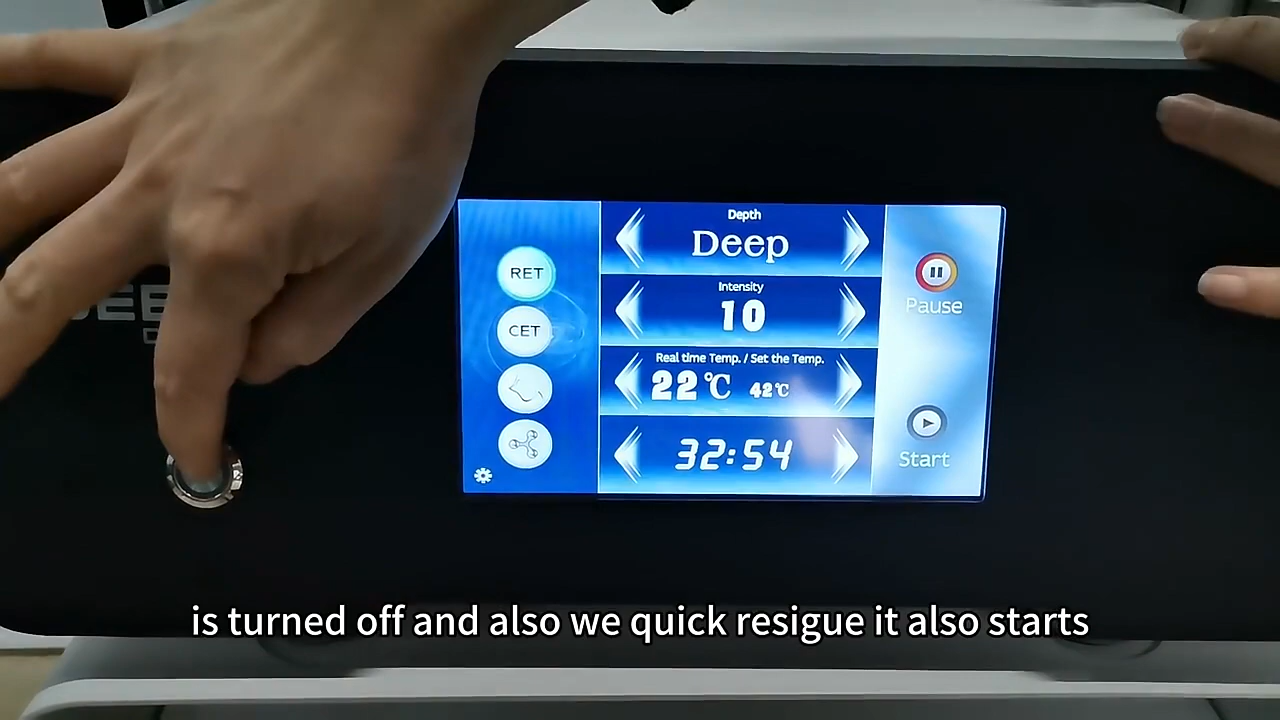 Depth
Deep
RET
Intensity
10
CET
Pause
Real time Temp. / Set the Temp.
22℃ 42℃
32:54
Start
is turned off and also we quick resigue it also starts